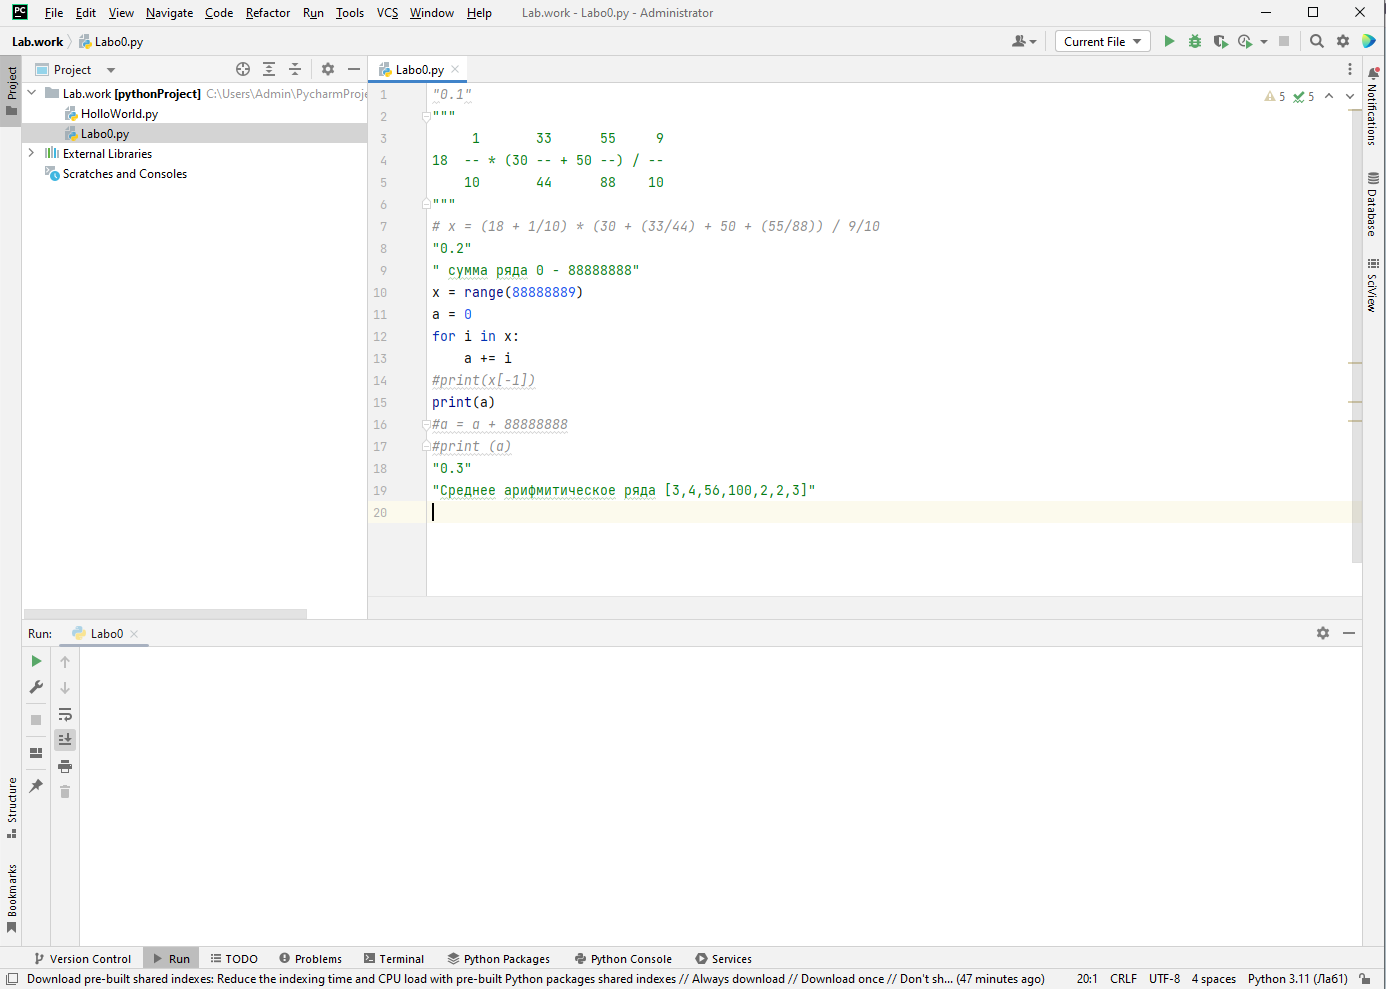 PC File Edit View Navigate Code Refactor Run Tools VCS Window Help Lab.work - Labo0.py - Administrator
Lab.work Labo0.py Current File
Project
Project
Labo0.py
Lab.work [pythonProject] C:\Users\Admin\PycharmProje
HolloWorld.py
Labo0.py
External Libraries
Scratches and Consoles
1 "0.1"
2 """
3 1 33 55 9
4 18 -- * (30 -- + 50 --) / --
5 10 44 88 10
6 """
7 # x = (18 + 1/10) * (30 + (33/44) + 50 + (55/88)) / 9/10
8 "0.2"
9 " сумма ряда 0 - 88888888"
10 x = range(88888889)
11 a = 0
12 for i in x:
13 a += i
14 #print(x[-1])
15 print(a)
16 #a = a + 88888888
17 #print (a)
18 "0.3"
19 "Среднее арифмитическое ряда [3,4,56,100,2,2,3]"
20
5 5
Notifications
Database
SciView
Run: Labo0
Structure
Bookmarks
Version Control Run TODO Problems Terminal Python Packages Python Console Services
Download pre-built shared indexes: Reduce the indexing time and CPU load with pre-built Python packages shared indexes // Always download // Download once // Don't sh... (47 minutes ago) 20:1 CRLF UTF-8 4 spaces Python 3.11 (Ла61)